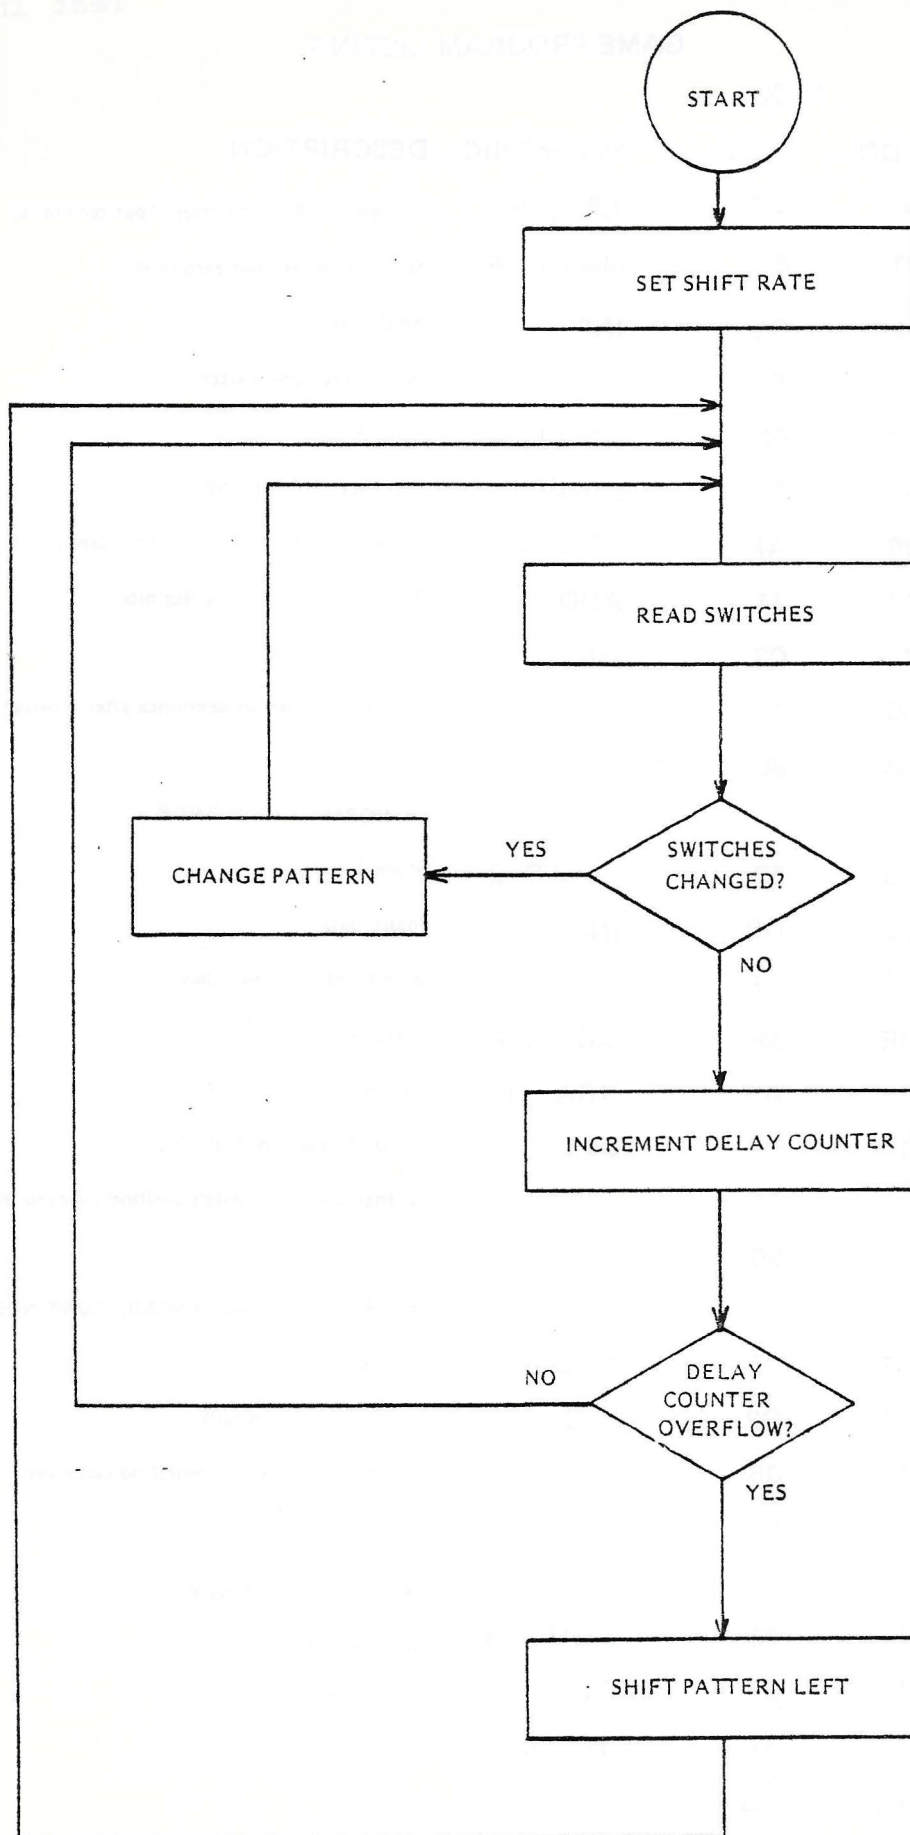 START
SET SHIFT RATE
READ SWITCHES
SWITCHES
CHANGED?
YES
CHANGE PATTERN
NO
INCREMENT DELAY COUNTER
DELAY
COUNTER
OVERFLOW?
NO
YES
SHIFT PATTERN LEFT